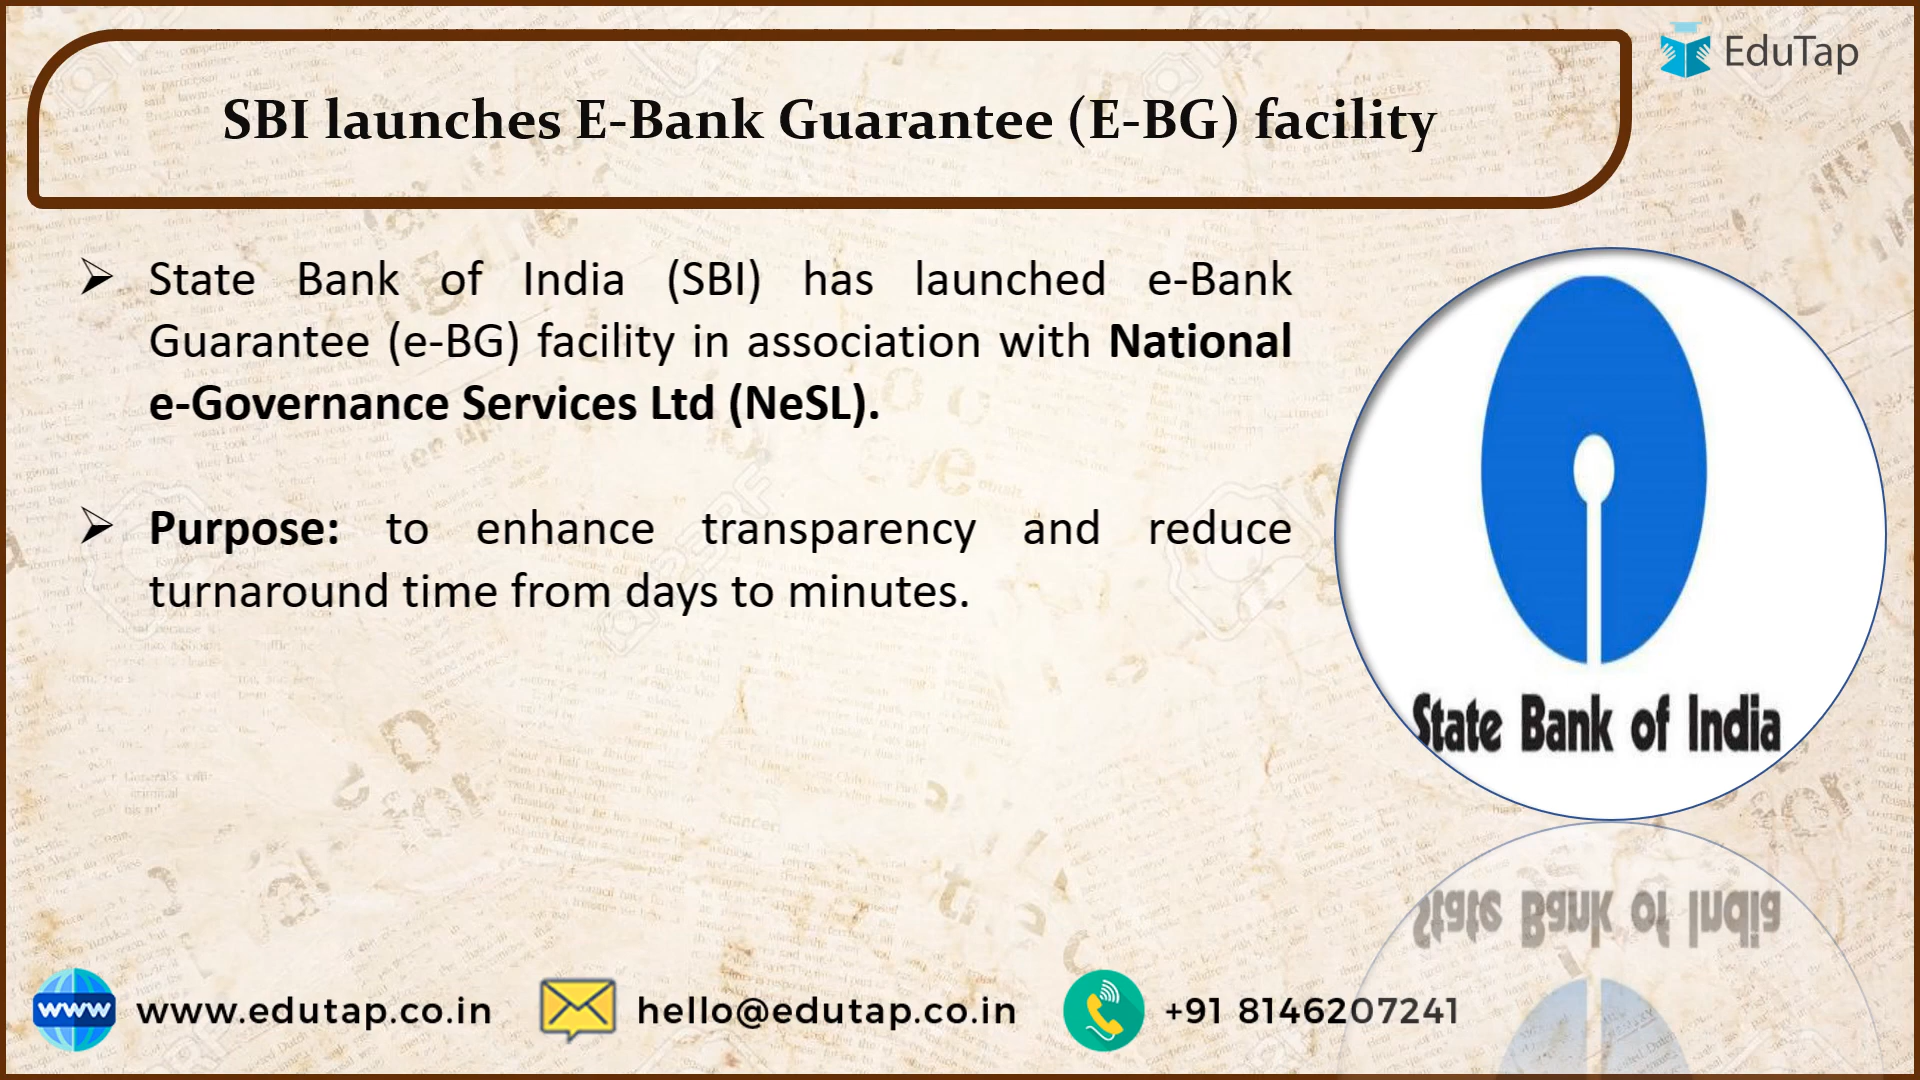 EduTap
SBI launches E-Bank Guarantee (E-BG) facility
➢ State Bank of India (SBI) has launched e-Bank
Guarantee (e-BG) facility in association with National
e-Governance Services Ltd (NeSL).
➢ Purpose: to enhance transparency and reduce
turnaround time from days to minutes.
State Bank of India
www
www.edutap.co.in
hello@edutap.co.in
+91 8146207241